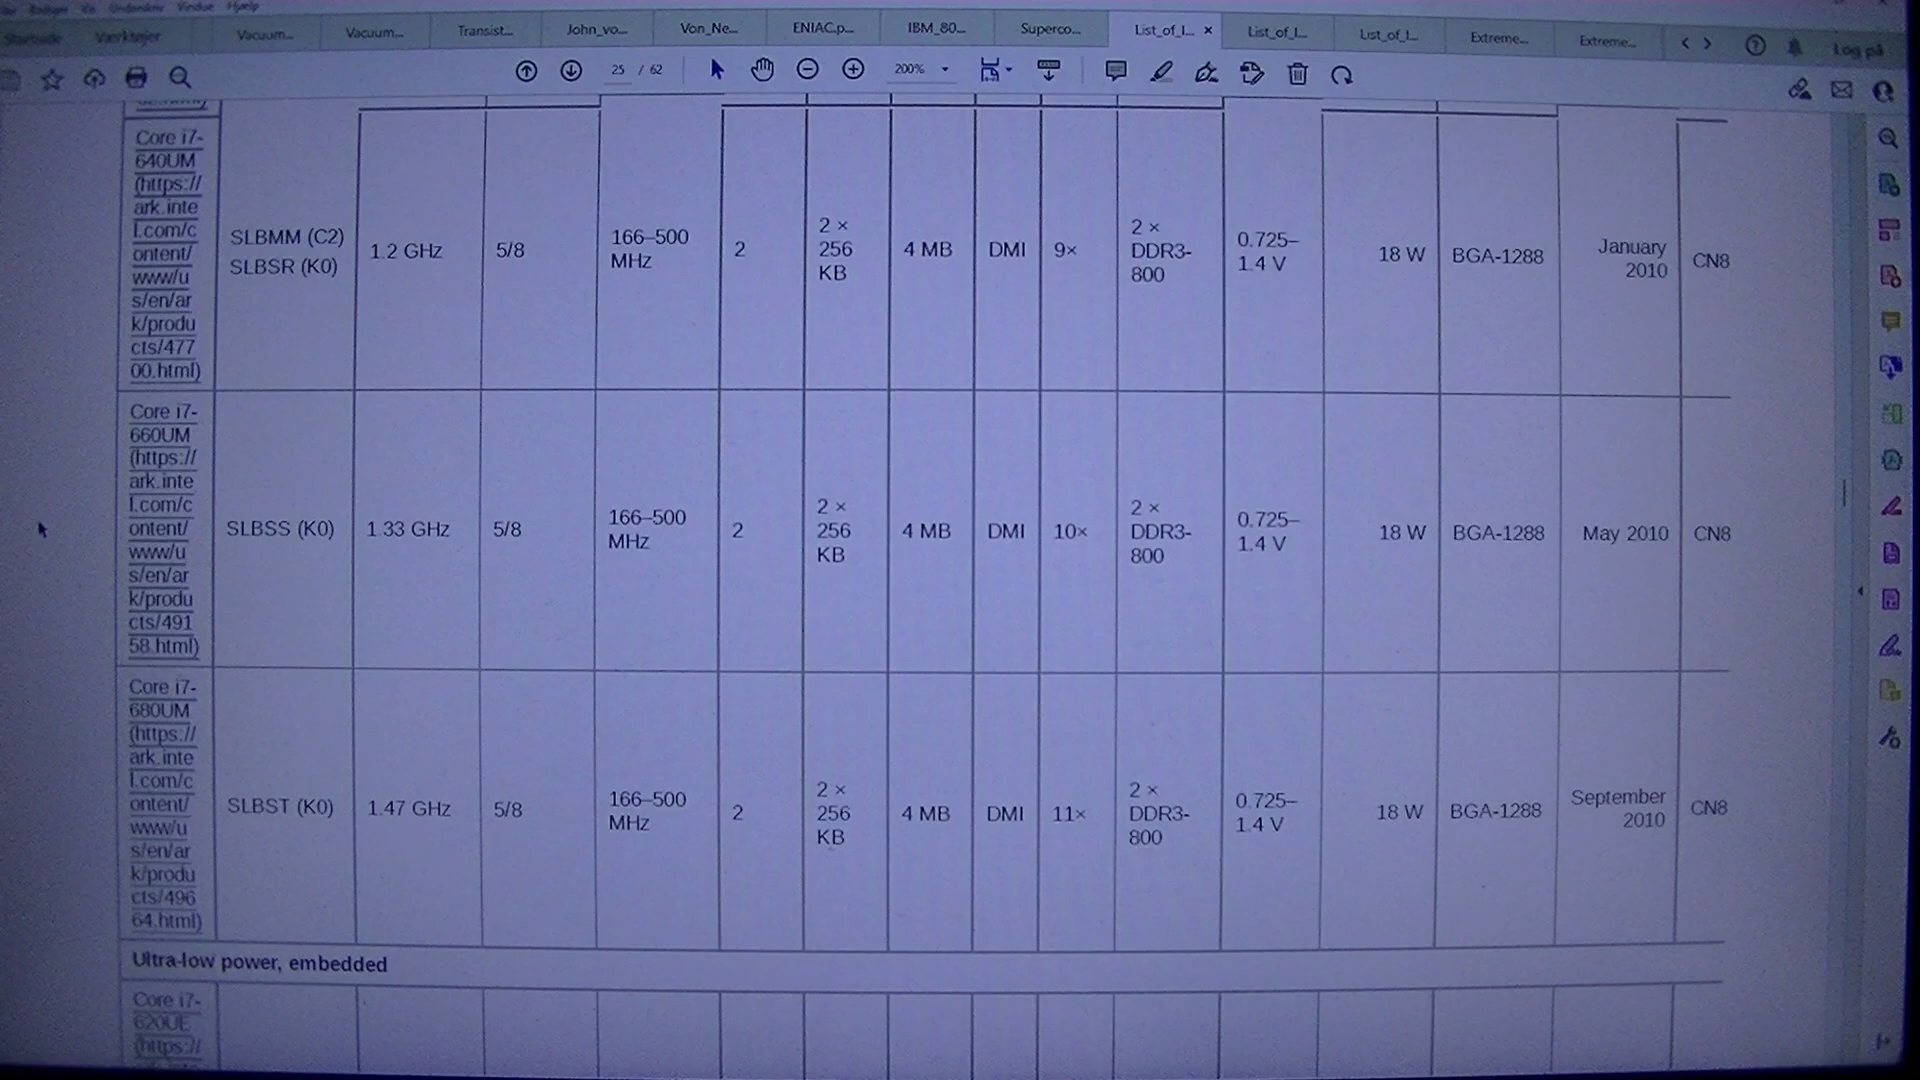 Vindue Hjælp
Startside Værktøjer Vacuum... Vacuum... Transist... John_vo... Von_Ne... ENIAC.p... IBM_80... Superco... List_of_I... × List_of_I... List_of_I... Extreme... Extreme... Log på
25 / 62 200%
Core i7-
640UM
(https://
ark.inte
l.com/c
ontent/
www/u
s/en/ar
k/produ
cts/477
00.html)
SLBMM (C2)
SLBSR (K0)
1.2 GHz
5/8
166–500
MHz
2
2 ×
256
KB
4 MB
DMI
9×
2 ×
DDR3-
800
0.725–
1.4 V
18 W
BGA-1288
January
2010
CN8
Core i7-
660UM
(https://
ark.inte
l.com/c
ontent/
www/u
s/en/ar
k/produ
cts/491
58.html)
SLBSS (K0)
1.33 GHz
5/8
166–500
MHz
2
2 ×
256
KB
4 MB
DMI
10×
2 ×
DDR3-
800
0.725–
1.4 V
18 W
BGA-1288
May 2010
CN8
Core i7-
680UM
(https://
ark.inte
l.com/c
ontent/
www/u
s/en/ar
k/produ
cts/496
64.html)
SLBST (K0)
1.47 GHz
5/8
166–500
MHz
2
2 ×
256
KB
4 MB
DMI
11×
2 ×
DDR3-
800
0.725–
1.4 V
18 W
BGA-1288
September
2010
CN8
Ultra-low power, embedded
Core i7-
620UE
(https://